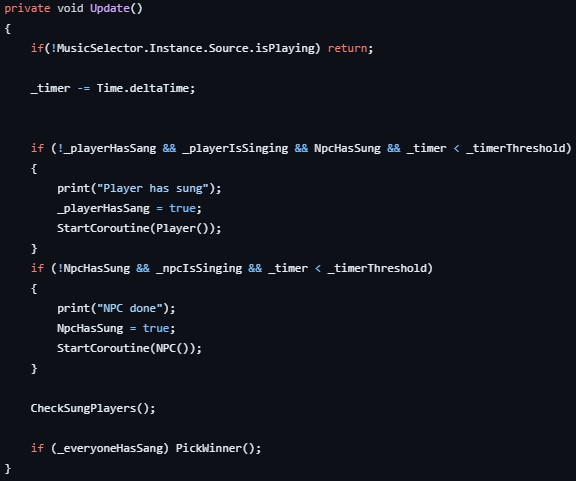 private void Update()
{
if(!MusicSelector.Instance.Source.isPlaying) return;
_timer -= Time.deltaTime;
if (!_playerHasSang && _playerIsSinging && NpcHasSung && _timer < _timerThreshold)
{
print("Player has sung");
_playerHasSang = true;
StartCoroutine(Player());
}
if (!NpcHasSung && _npcIsSinging && _timer < _timerThreshold)
{
print("NPC done");
NpcHasSung = true;
StartCoroutine(NPC());
}
CheckSungPlayers();
if (_everyoneHasSang) PickWinner();
}